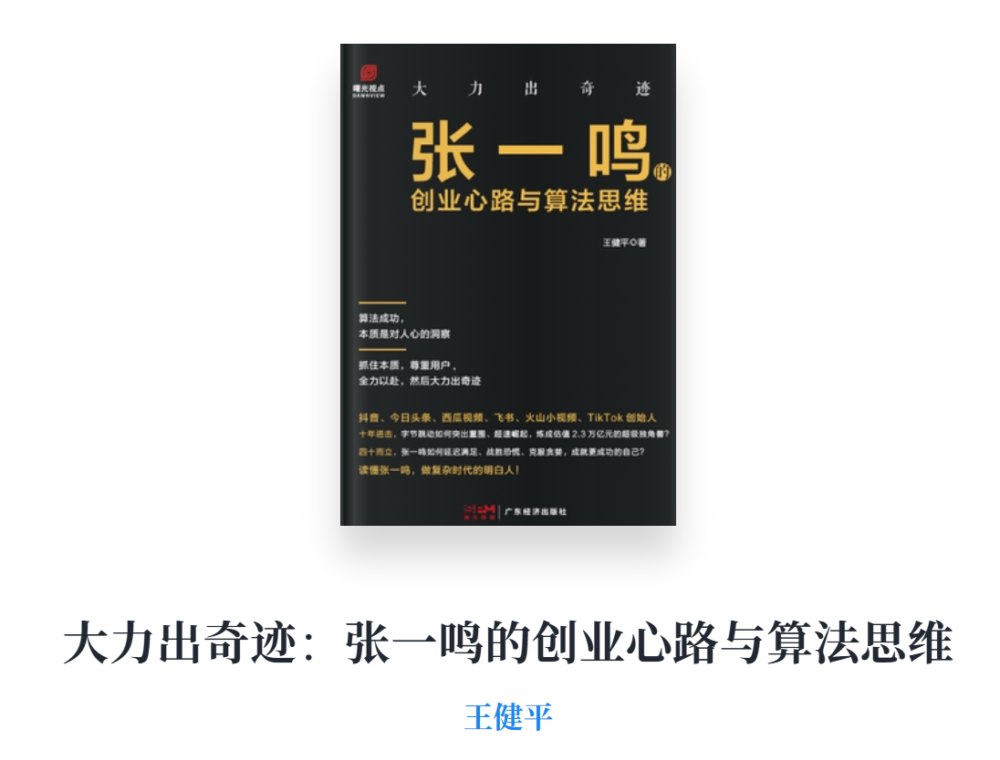 曙光视点
DAWNVIEW
大力出奇迹
张一鸣的
创业心路与算法思维
王健平◎著
算法成功，
本质是对人心的洞察
抓住本质，尊重用户，
全力以赴，然后大力出奇迹
抖音、今日头条、西瓜视频、飞书、火山小视频、TikTok 创始人
十年进击，字节跳动如何突出重围、超速崛起，炼成估值 2.3 万亿元的超级独角兽？
四十而立，张一鸣如何延迟满足、战胜恐慌、克服贪婪，成就更成功的自己？
读懂张一鸣，做复杂时代的明白人！
广东经济出版社
大力出奇迹：张一鸣的创业心路与算法思维
王健平